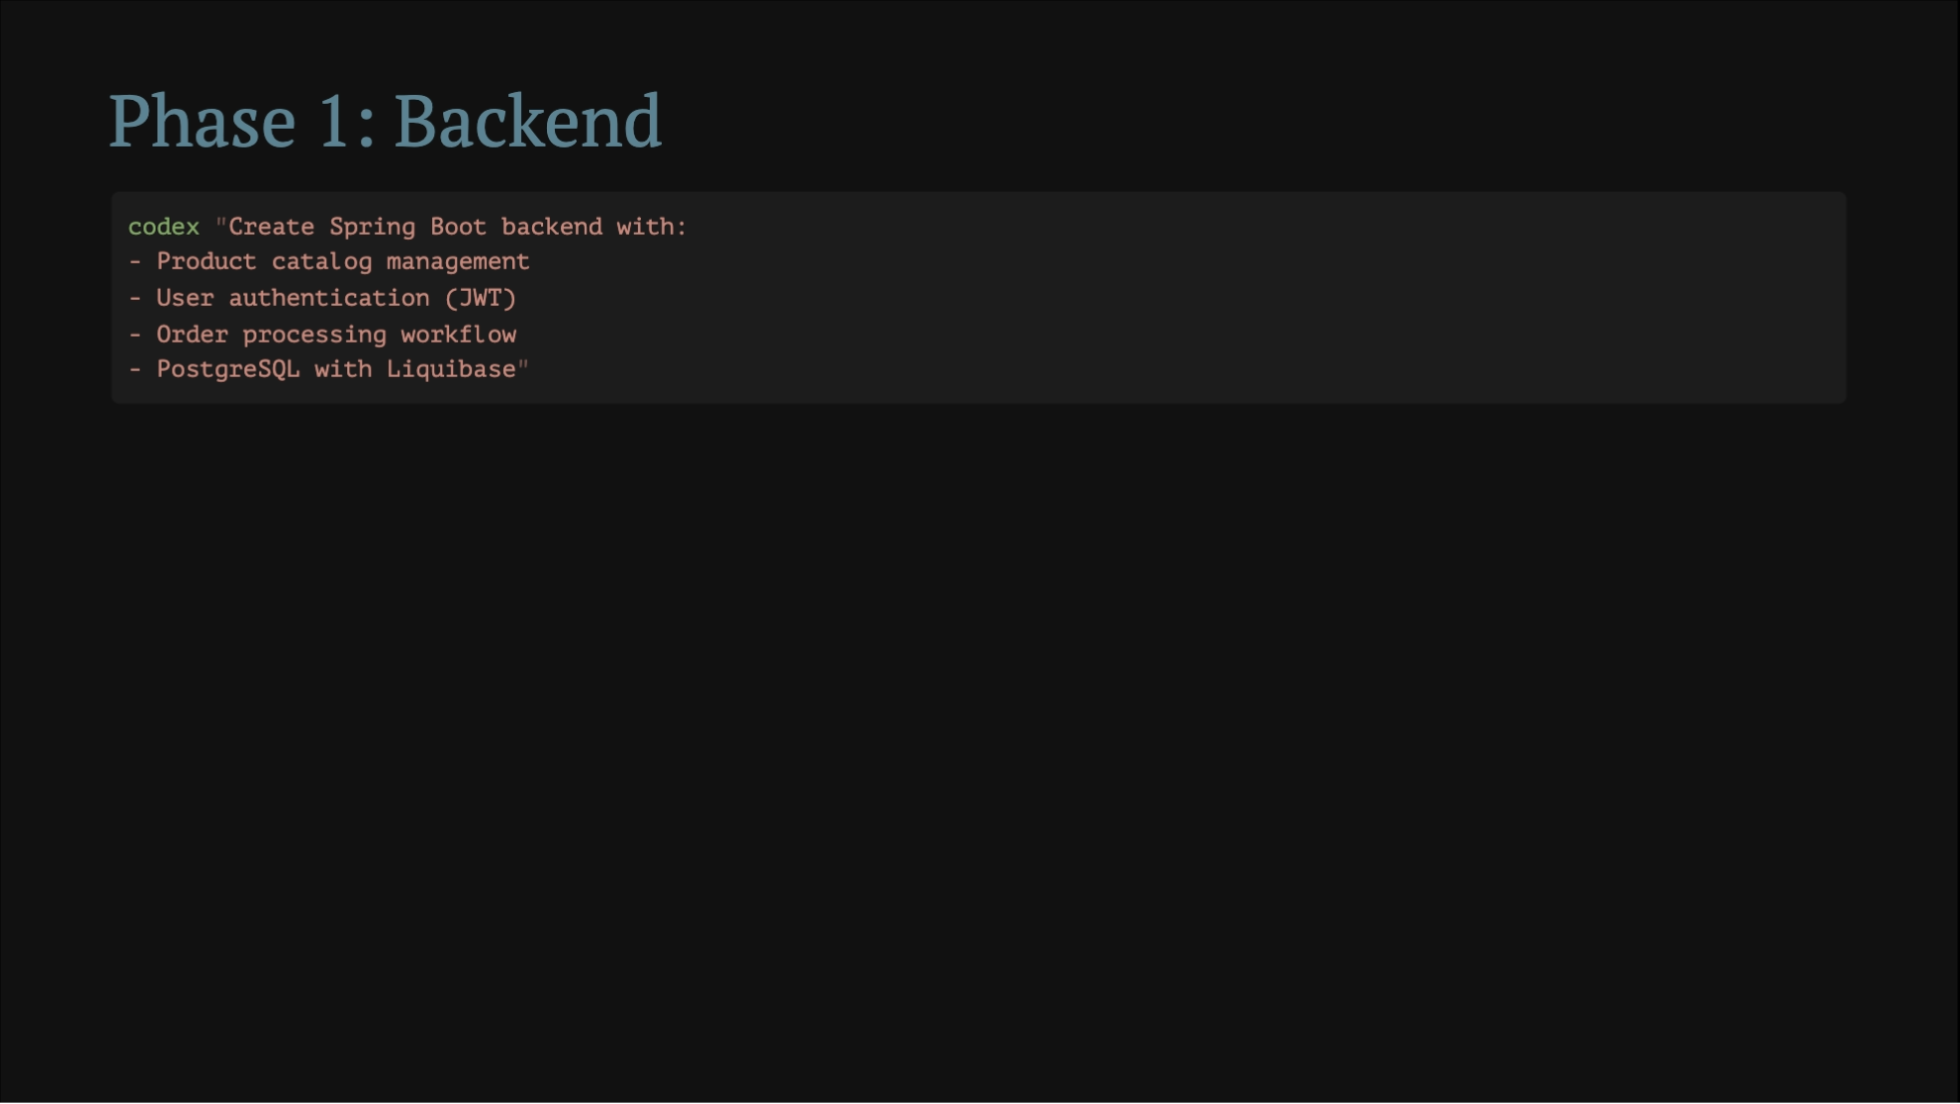 Phase 1: Backend
codex "Create Spring Boot backend with:
- Product catalog management
- User authentication (JWT)
- Order processing workflow
- PostgreSQL with Liquibase"